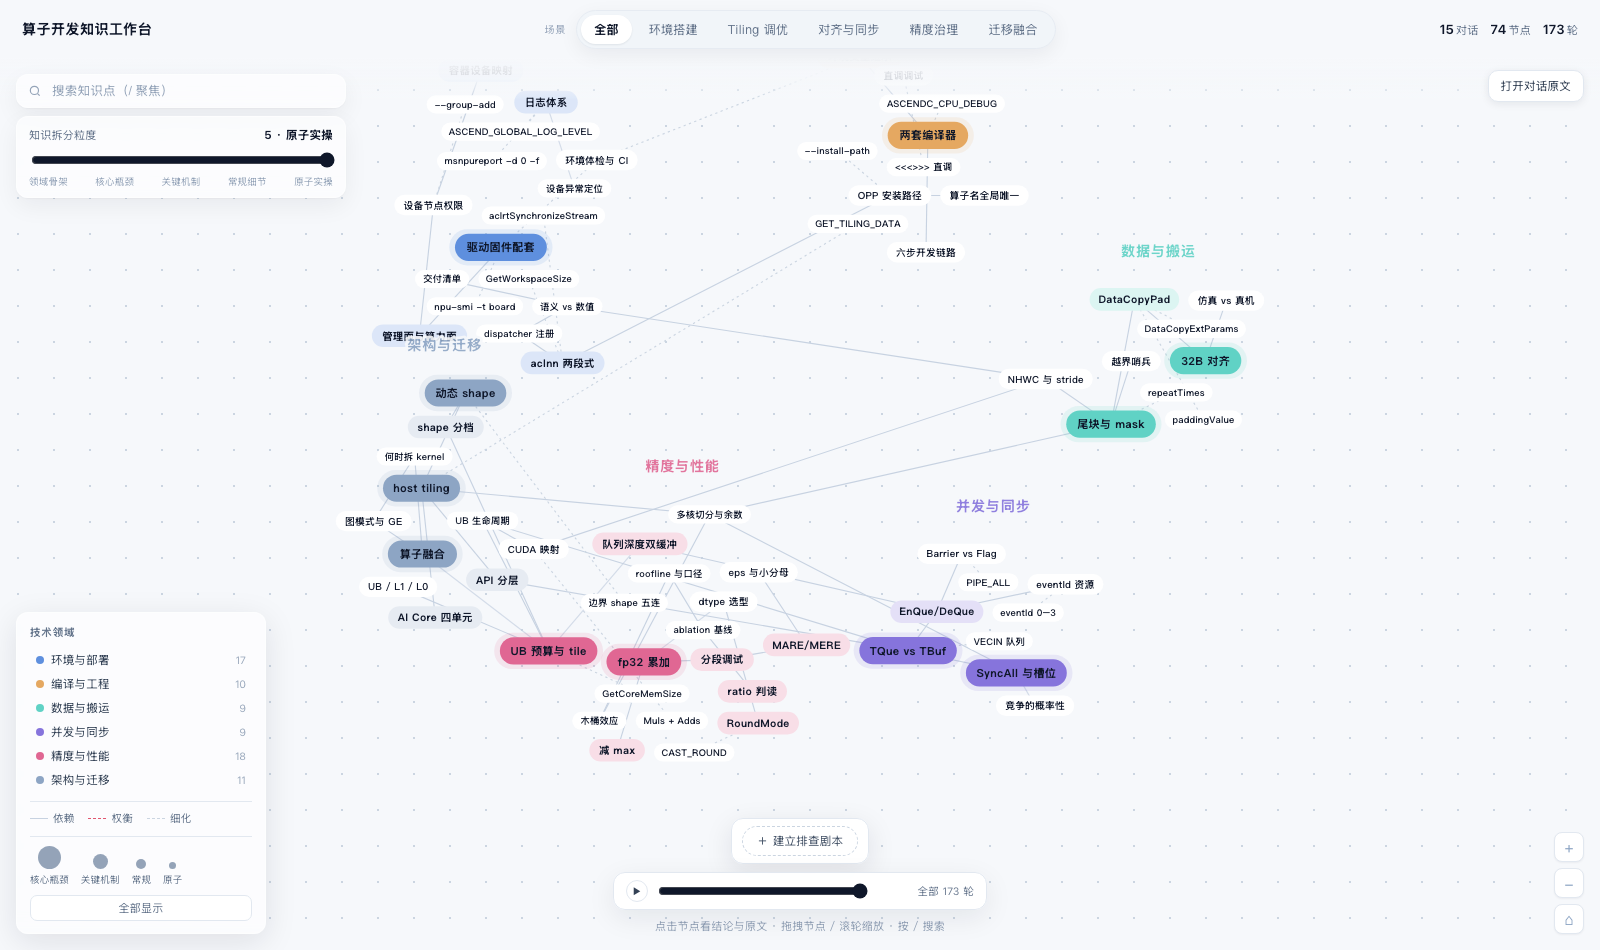 算子开发知识工作台
场景
全部
环境搭建
Tiling 调优
对齐与同步
精度治理
迁移融合
15 对话 74 节点 173 轮
搜索知识点（/ 聚焦）
打开对话原文
知识拆分粒度
5 · 原子实操
领域骨架
核心瓶颈
关键机制
常规细节
原子实操
容器设备映射
--group-add
日志体系
ASCEND_GLOBAL_LOG_LEVEL
msnpureport -d 0 -f
环境体检与 CI
设备异常定位
设备节点权限
aclrtSynchronizeStream
驱动固件配套
交付清单
GetWorkspaceSize
npu-smi -t board
语义 vs 数值
管理面与算力面
dispatcher 注册
架构与迁移
aclnn 两段式
直调调试
ASCENDC_CPU_DEBUG
两套编译器
--install-path
<<<>>> 直调
OPP 安装路径
算子名全局唯一
GET_TILING_DATA
六步开发链路
数据与搬运
DataCopyPad
仿真 vs 真机
DataCopyExtParams
越界哨兵
32B 对齐
NHWC 与 stride
repeatTimes
尾块与 mask
paddingValue
动态 shape
shape 分档
何时拆 kernel
host tiling
图模式与 GE
UB 生命周期
算子融合
CUDA 映射
API 分层
UB / L1 / L0
AI Core 四单元
精度与性能
多核切分与余数
队列深度双缓冲
roofline 与口径
eps 与小分母
边界 shape 五连
dtype 选型
ablation 基线
UB 预算与 tile
fp32 累加
分段调试
MARE/MERE
GetCoreMemSize
ratio 判读
木桶效应
Muls + Adds
RoundMode
减 max
CAST_ROUND
并发与同步
Barrier vs Flag
PIPE_ALL
eventId 资源
EnQue/DeQue
eventId 0–3
VECIN 队列
TQue vs TBuf
SyncAll 与槽位
竞争的概率性
技术领域
环境与部署 17
编译与工程 10
数据与搬运 9
并发与同步 9
精度与性能 18
架构与迁移 11
依赖
权衡
细化
核心瓶颈
关键机制
常规
原子
全部显示
+ 建立排查剧本
全部 173 轮
点击节点看结论与原文 · 拖拽节点 / 滚轮缩放 · 按 / 搜索
+
−
⌂